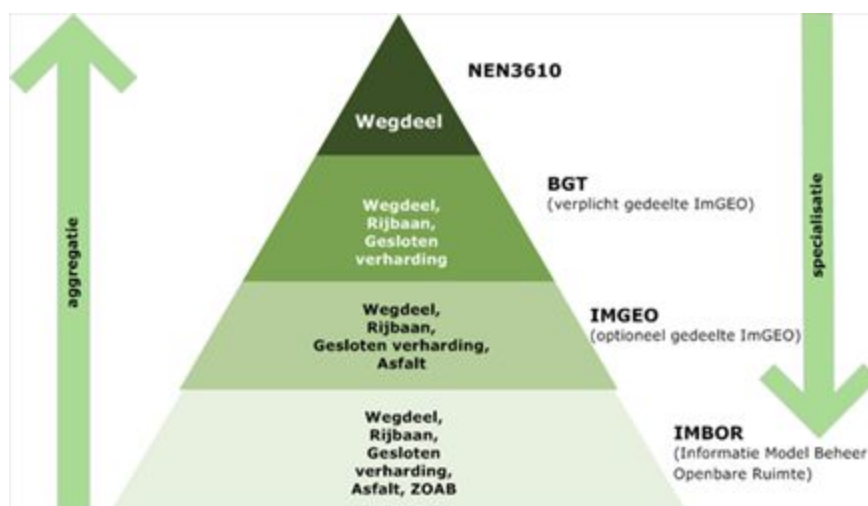 NEN3610
Wegdeel
BGT
(verplicht gedeelte ImGEO)
Wegdeel,
Rijbaan,
Gesloten
verharding
aggregatie
specialisatie
IMGEO
(optioneel gedeelte ImGEO)
Wegdeel,
Rijbaan,
Gesloten verharding,
Asfalt
IMBOR
(Informatie Model Beheer
Openbare Ruimte)
Wegdeel,
Rijbaan,
Gesloten
verharding,
Asfalt, ZOAB